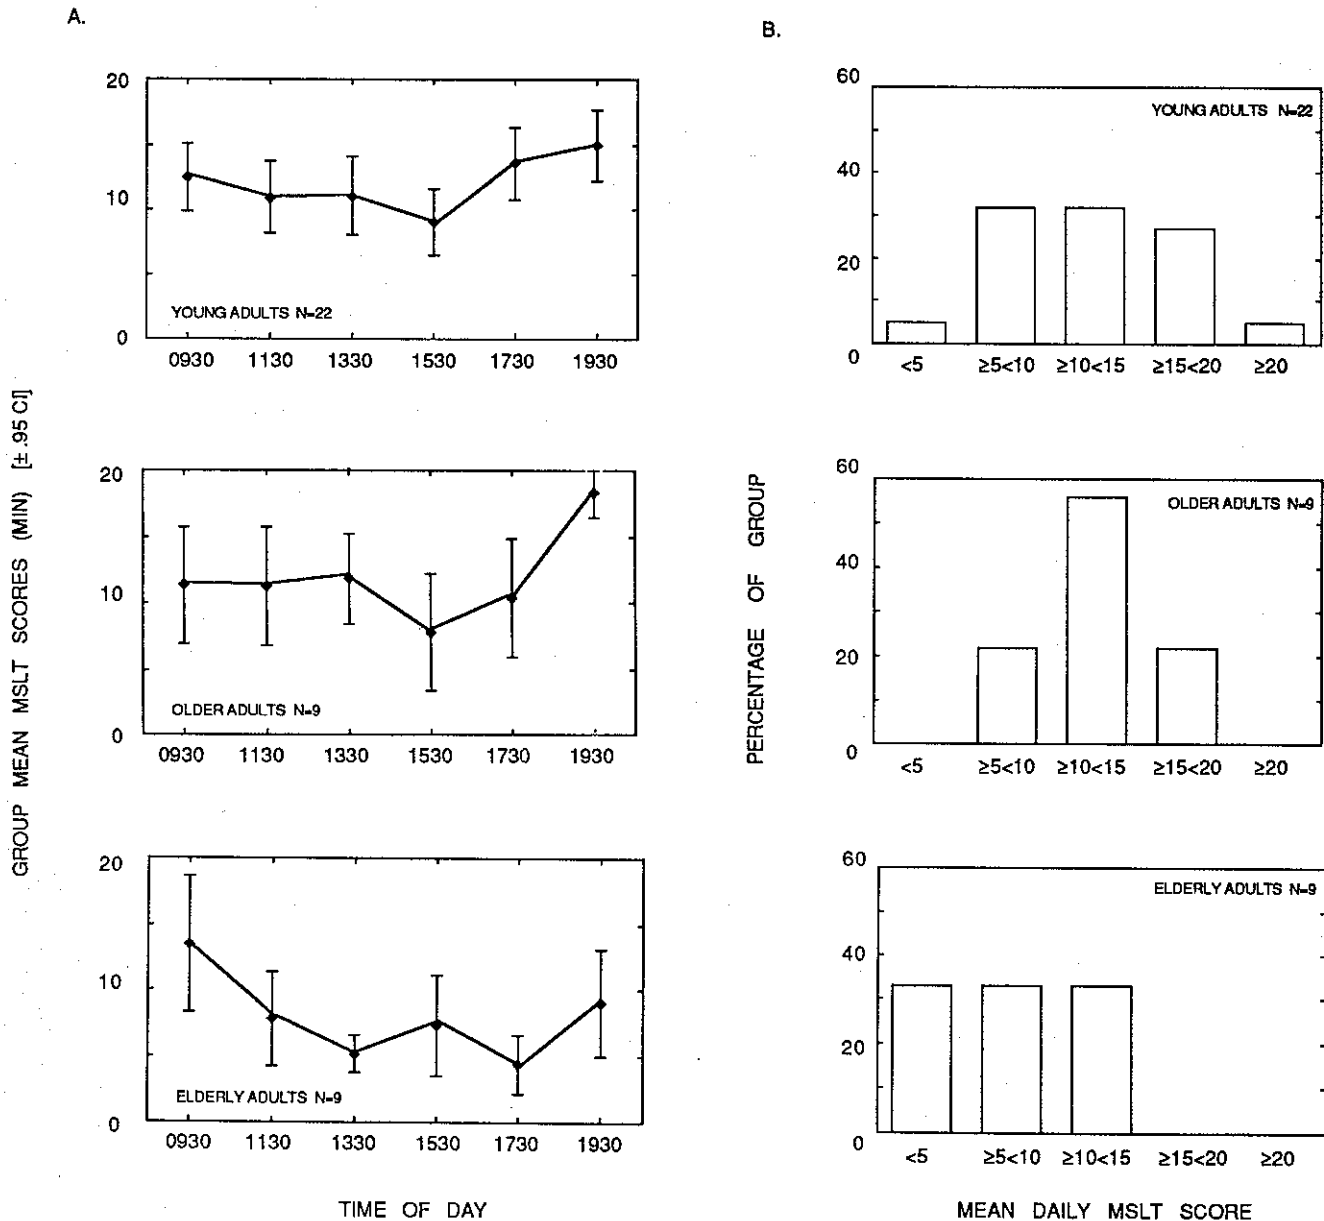 A.
GROUP MEAN MSLT SCORES (MIN) [±.95 CI]
20
10
0
YOUNG ADULTS N=22
0930 1130 1330 1530 1730 1930
20
10
0
OLDER ADULTS N=9
0930 1130 1330 1530 1730 1930
20
10
0
ELDERLY ADULTS N=9
0930 1130 1330 1530 1730 1930
TIME OF DAY
B.
PERCENTAGE OF GROUP
60
40
20
0
YOUNG ADULTS N=22
<5 ≥5<10 ≥10<15 ≥15<20 ≥20
60
40
20
0
OLDER ADULTS N=9
<5 ≥5<10 ≥10<15 ≥15<20 ≥20
60
40
20
0
ELDERLY ADULTS N=9
<5 ≥5<10 ≥10<15 ≥15<20 ≥20
MEAN DAILY MSLT SCORE